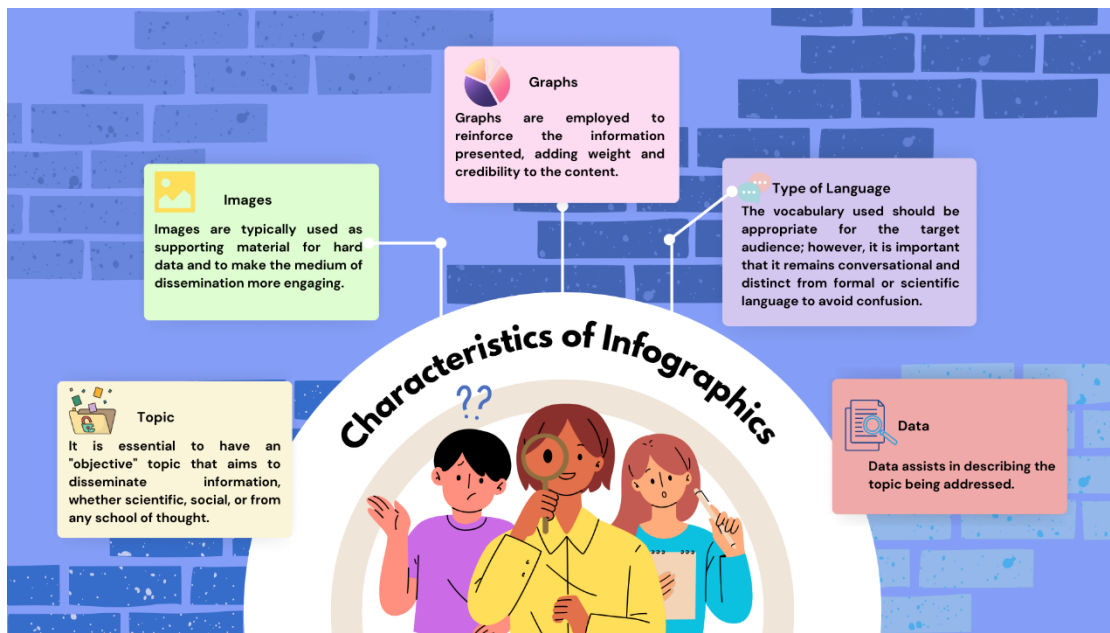 Graphs
Graphs are employed to
reinforce the information
presented, adding weight and
credibility to the content.
Images
Images are typically used as
supporting material for hard
data and to make the medium of
dissemination more engaging.
Type of Language
The vocabulary used should be
appropriate for the target
audience; however, it is important
that it remains conversational and
distinct from formal or scientific
language to avoid confusion.
Characteristics of Infographics
??
Topic
It is essential to have an
"objective" topic that aims to
disseminate information,
whether scientific, social, or from
any school of thought.
Data
Data assists in describing the
topic being addressed.